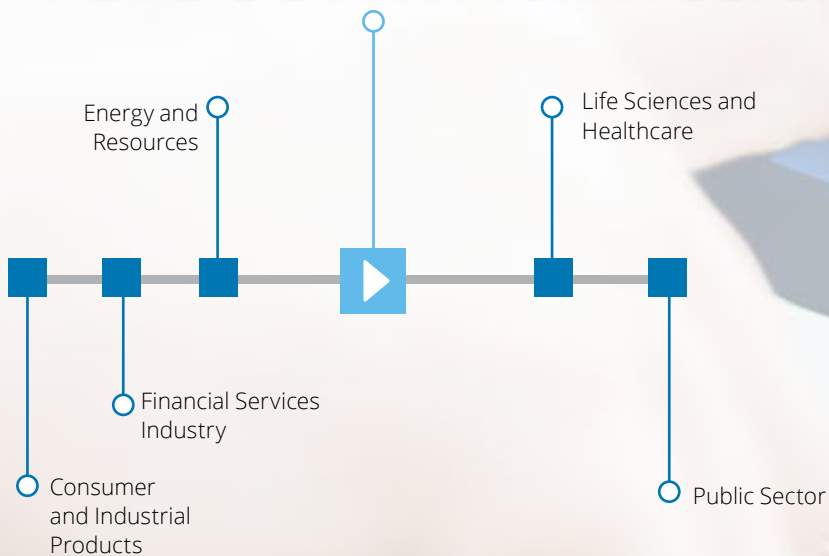 Energy and
Resources
Life Sciences and
Healthcare
Financial Services
Industry
Consumer
and Industrial
Products
Public Sector